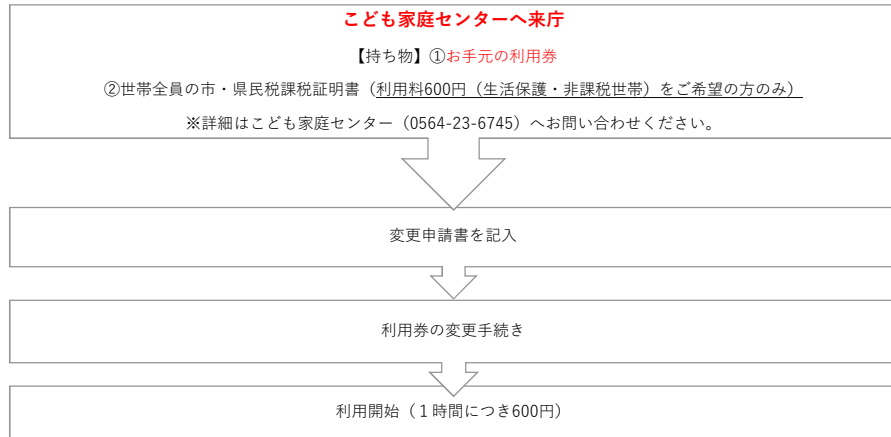 こども家庭センターへ来庁
【持ち物】①お手元の利用券
②世帯全員の市・県民税課税証明書（利用料600円（生活保護・非課税世帯）をご希望の方のみ）
※詳細はこども家庭センター（0564-23-6745）へお問い合わせください。
変更申請書を記入
利用券の変更手続き
利用開始（１時間につき600円）